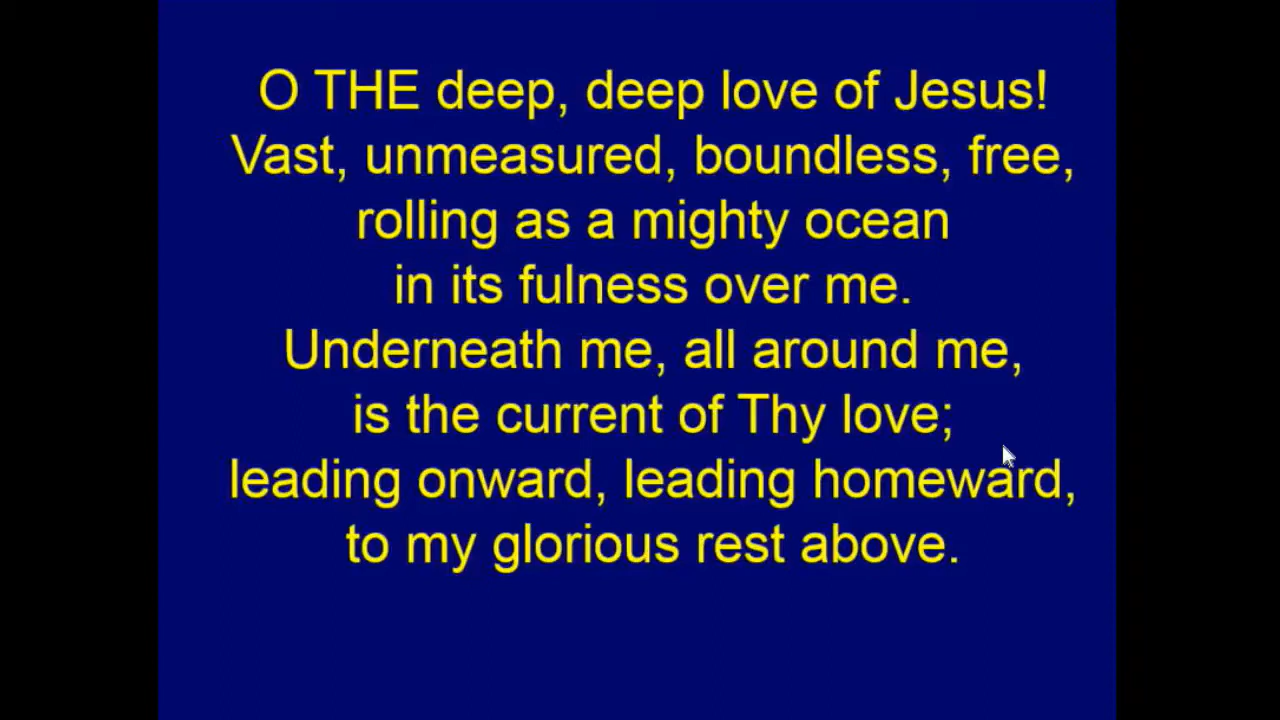 O THE deep, deep love of Jesus!
Vast, unmeasured, boundless, free,
rolling as a mighty ocean
in its fulness over me.
Underneath me, all around me,
is the current of Thy love;
leading onward, leading homeward,
to my glorious rest above.